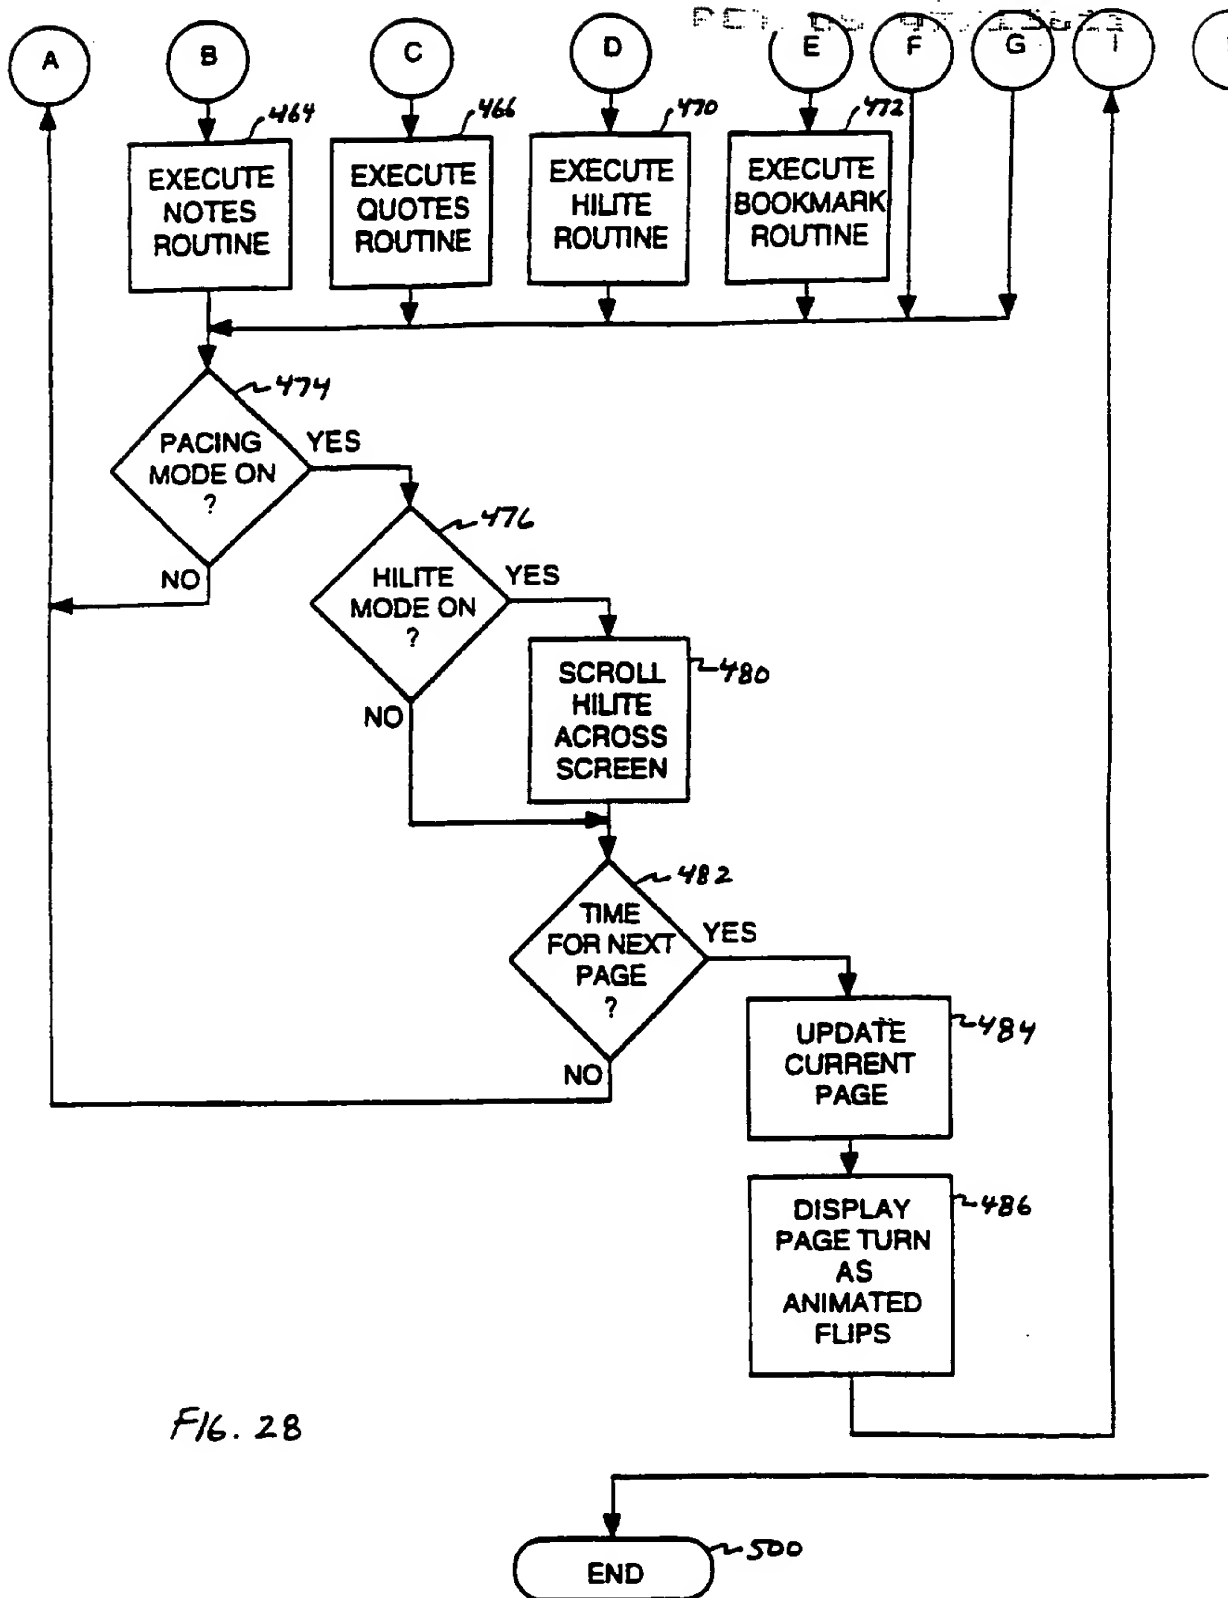 A B C D E F G I
464
466
470
472
EXECUTE
NOTES
ROUTINE
EXECUTE
QUOTES
ROUTINE
EXECUTE
HILITE
ROUTINE
EXECUTE
BOOKMARK
ROUTINE
474
PACING
MODE ON
?
YES
NO
476
HILITE
MODE ON
?
YES
NO
480
SCROLL
HILITE
ACROSS
SCREEN
482
TIME
FOR NEXT
PAGE
?
YES
NO
484
UPDATE
CURRENT
PAGE
486
DISPLAY
PAGE TURN
AS
ANIMATED
FLIPS
FIG. 28
500
END